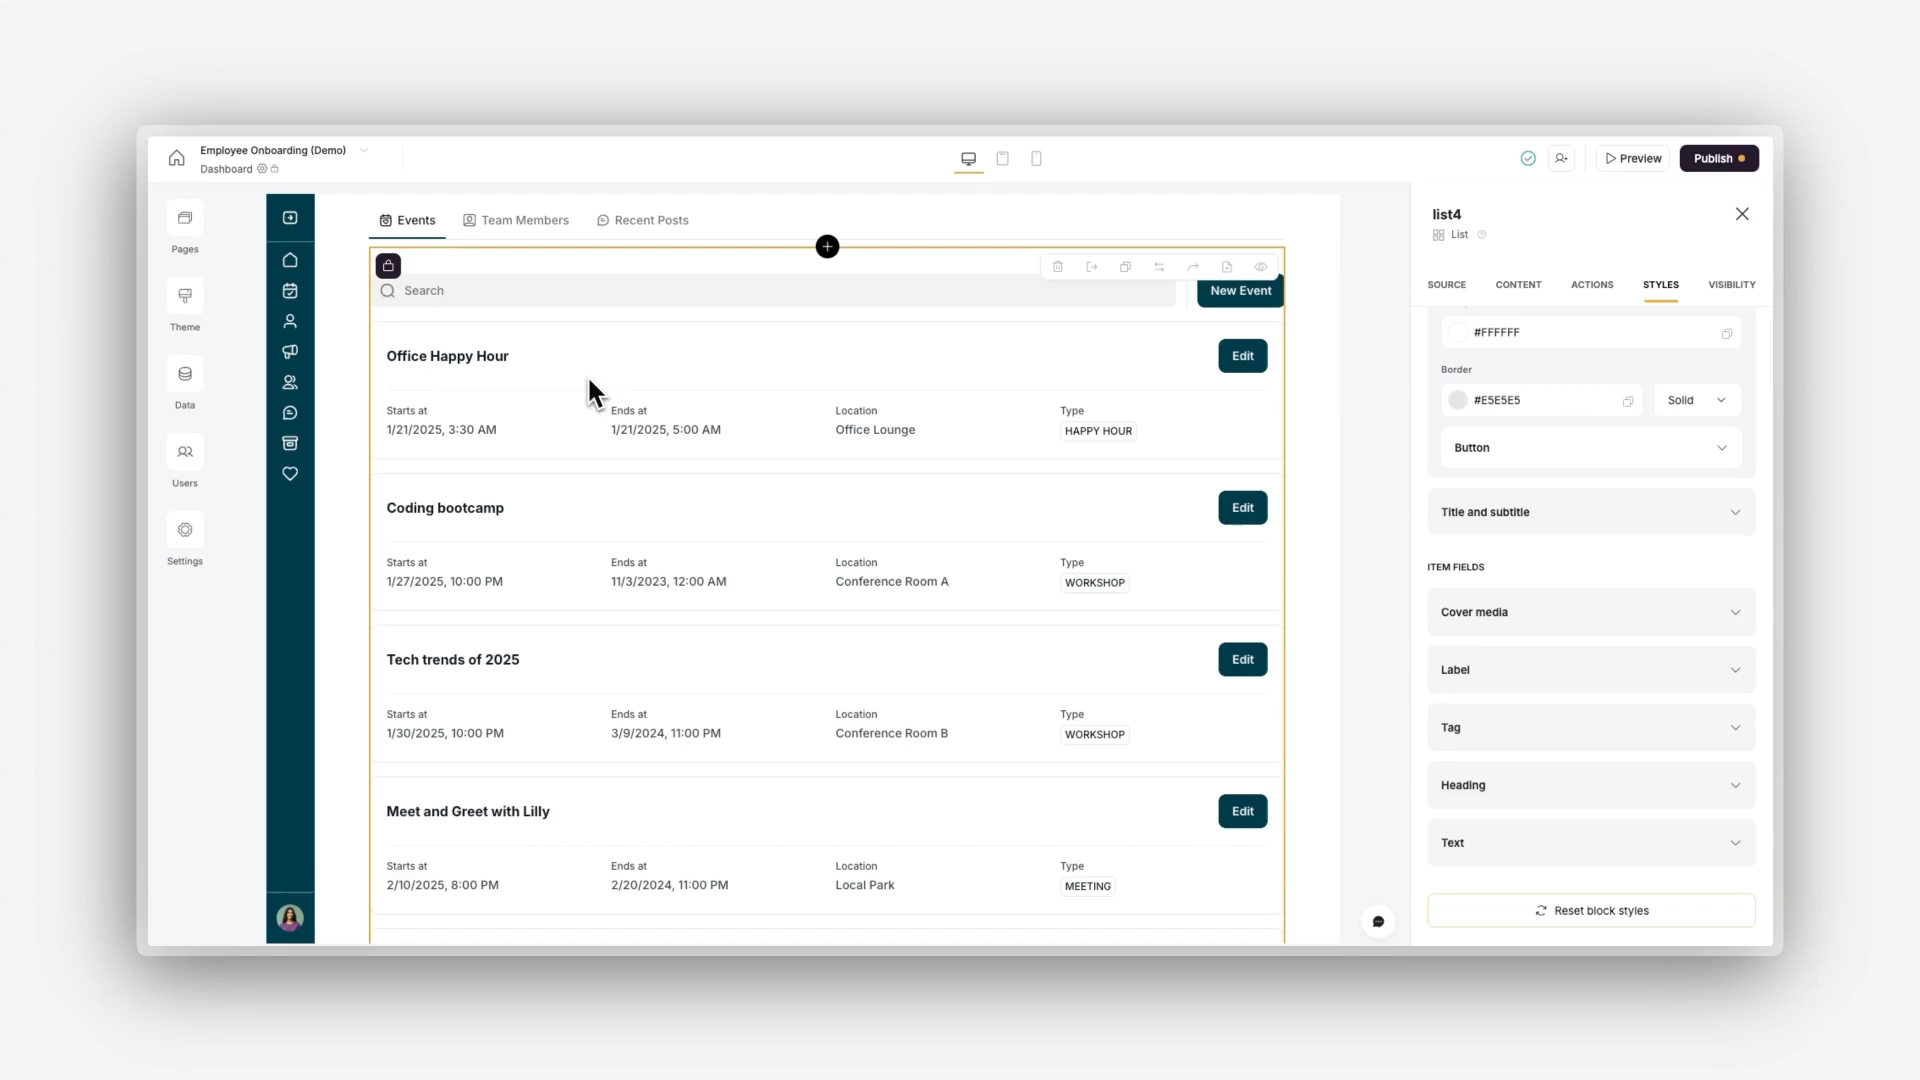 Employee Onboarding (Demo)
Dashboard
Preview
Publish
Pages
Theme
Data
Users
Settings
Events
Team Members
Recent Posts
Search
New Event
Office Happy Hour
Edit
Starts at
Ends at
Location
Type
1/21/2025, 3:30 AM
1/21/2025, 5:00 AM
Office Lounge
HAPPY HOUR
Coding bootcamp
Edit
Starts at
Ends at
Location
Type
1/27/2025, 10:00 PM
11/3/2023, 12:00 AM
Conference Room A
WORKSHOP
Tech trends of 2025
Edit
Starts at
Ends at
Location
Type
1/30/2025, 10:00 PM
3/9/2024, 11:00 PM
Conference Room B
WORKSHOP
Meet and Greet with Lilly
Edit
Starts at
Ends at
Location
Type
2/10/2025, 8:00 PM
2/20/2024, 11:00 PM
Local Park
MEETING
list4
List
SOURCE
CONTENT
ACTIONS
STYLES
VISIBILITY
#FFFFFF
Border
#E5E5E5
Solid
Button
Title and subtitle
ITEM FIELDS
Cover media
Label
Tag
Heading
Text
Reset block styles